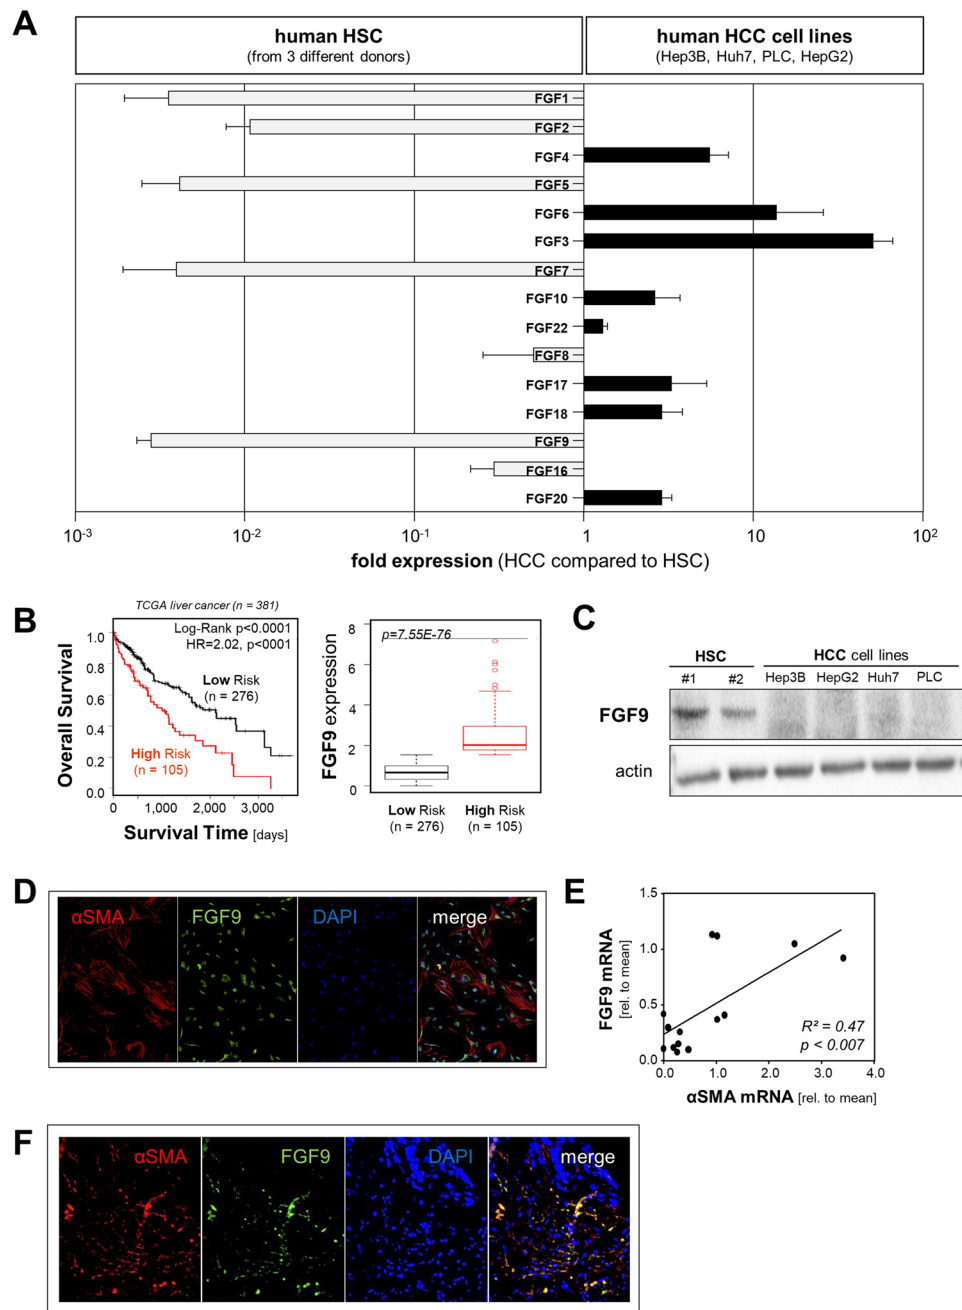 A
human HSC
(from 3 different donors)
human HCC cell lines
(Hep3B, Huh7, PLC, HepG2)
FGF1
FGF2
FGF4
FGF5
FGF6
FGF3
FGF7
FGF10
FGF22
FGF8
FGF17
FGF18
FGF9
FGF16
FGF20
10-3 10-2 10-1 1 10 102
fold expression (HCC compared to HSC)
B
TCGA liver cancer (n = 381)
Log-Rank p<0.0001
HR=2.02, p<0001
Low Risk
(n = 276)
High Risk
(n = 105)
Overall Survival
1.0
0.8
0.6
0.4
0.2
0.0
0 1,000 2,000 3,000
Survival Time [days]
p=7.55E-76
FGF9 expression
8
6
4
2
0
Low Risk
(n = 276)
High Risk
(n = 105)
C
HSC HCC cell lines
#1 #2 Hep3B HepG2 Huh7 PLC
FGF9
actin
D
αSMA FGF9 DAPI merge
E
FGF9 mRNA
[rel. to mean]
1.5
1.0
0.5
0.0
R² = 0.47
p < 0.007
0.0 1.0 2.0 3.0 4.0
αSMA mRNA [rel. to mean]
F
αSMA FGF9 DAPI merge